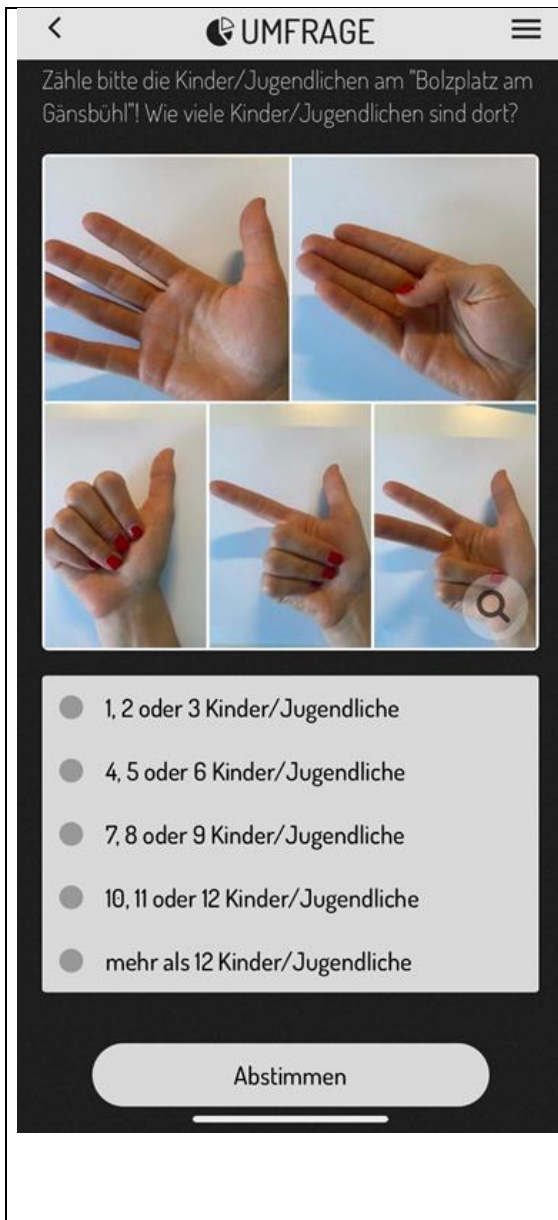 UMFRAGE
Zähle bitte die Kinder/Jugendlichen am "Bolzplatz am
Gänsbühl"! Wie viele Kinder/Jugendlichen sind dort?
1, 2 oder 3 Kinder/Jugendliche
4, 5 oder 6 Kinder/Jugendliche
7, 8 oder 9 Kinder/Jugendliche
10, 11 oder 12 Kinder/Jugendliche
mehr als 12 Kinder/Jugendliche
Abstimmen